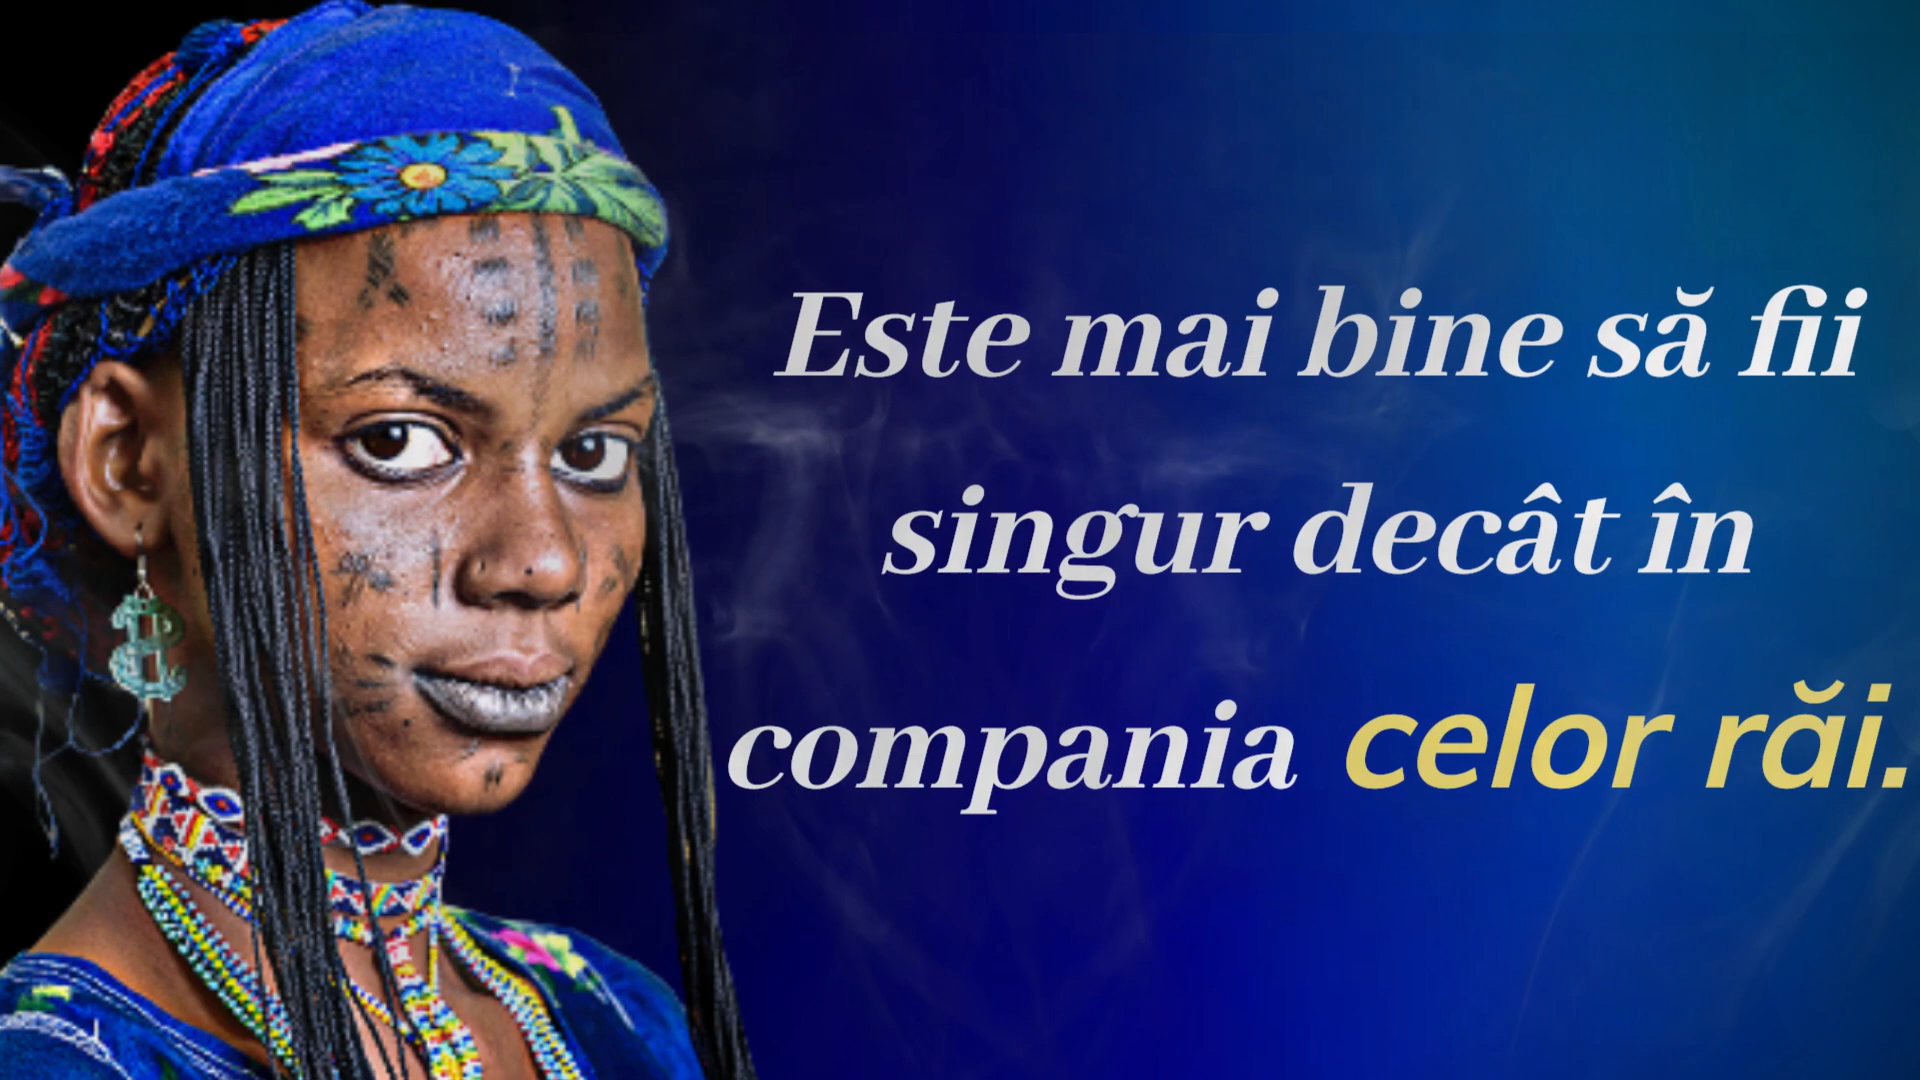 Este mai bine să fii
singur decât în
compania celor răi.